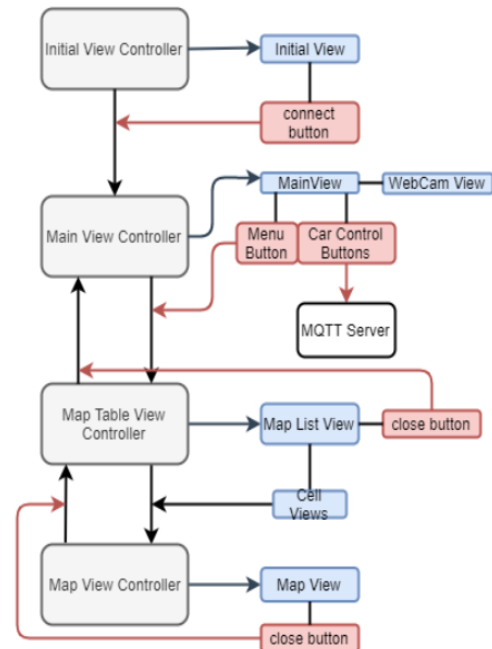 Initial View Controller
Initial View
connect
button
Main View Controller
MainView
WebCam View
Menu
Button
Car Control
Buttons
MQTT Server
Map Table View
Controller
Map List View
close button
Cell
Views
Map View Controller
Map View
close button